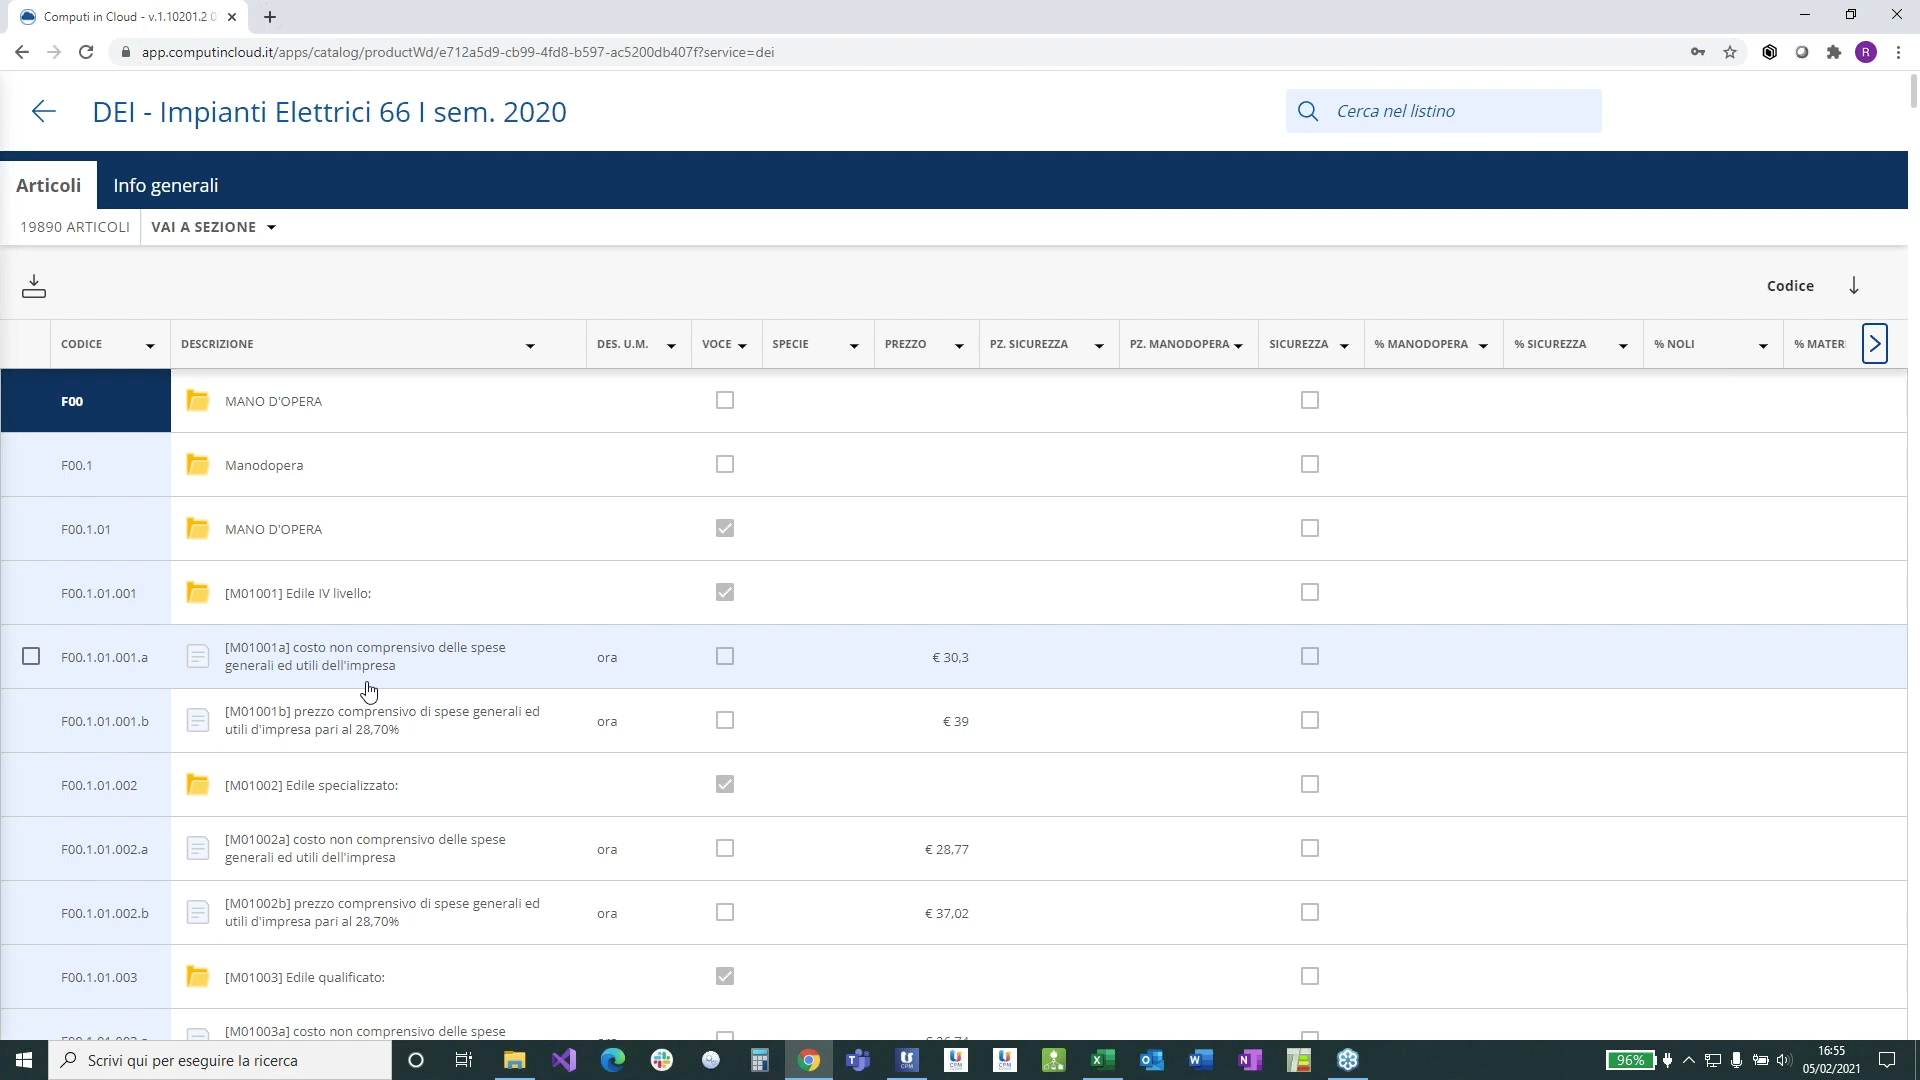 Computi in Cloud - v.1.10201.2 0
app.computincloud.it/apps/catalog/productWd/e712a5d9-cb99-4fd8-b597-ac5200db407f?service=dei
R
DEI - Impianti Elettrici 66 I sem. 2020
Cerca nel listino
Articoli
Info generali
19890 ARTICOLI
VAI A SEZIONE
Codice
CODICE DESCRIZIONE DES. U.M. VOCE SPECIE PREZZO PZ. SICUREZZA PZ. MANODOPERA SICUREZZA % MANODOPERA % SICUREZZA % NOLI % MATER
F00 MANO D'OPERA
F00.1 Manodopera
F00.1.01 MANO D'OPERA
F00.1.01.001 [M01001] Edile IV livello:
F00.1.01.001.a [M01001a] costo non comprensivo delle spese
generali ed utili dell'impresa ora € 30,3
F00.1.01.001.b [M01001b] prezzo comprensivo di spese generali ed
utili d'impresa pari al 28,70% ora € 39
F00.1.01.002 [M01002] Edile specializzato:
F00.1.01.002.a [M01002a] costo non comprensivo delle spese
generali ed utili dell'impresa ora € 28,77
F00.1.01.002.b [M01002b] prezzo comprensivo di spese generali ed
utili d'impresa pari al 28,70% ora € 37,02
F00.1.01.003 [M01003] Edile qualificato:
[M01003a] costo non comprensivo delle spese
Scrivi qui per eseguire la ricerca
96%
16:55
05/02/2021